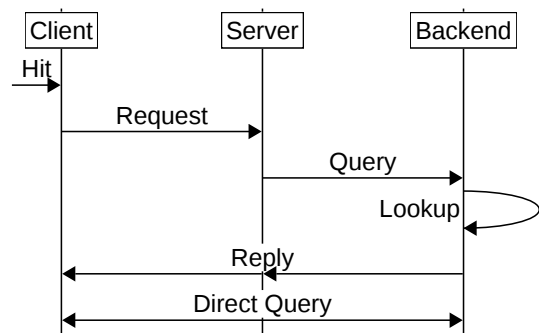 Client Server Backend
Hit
Request
Query
Lookup
Reply
Direct Query